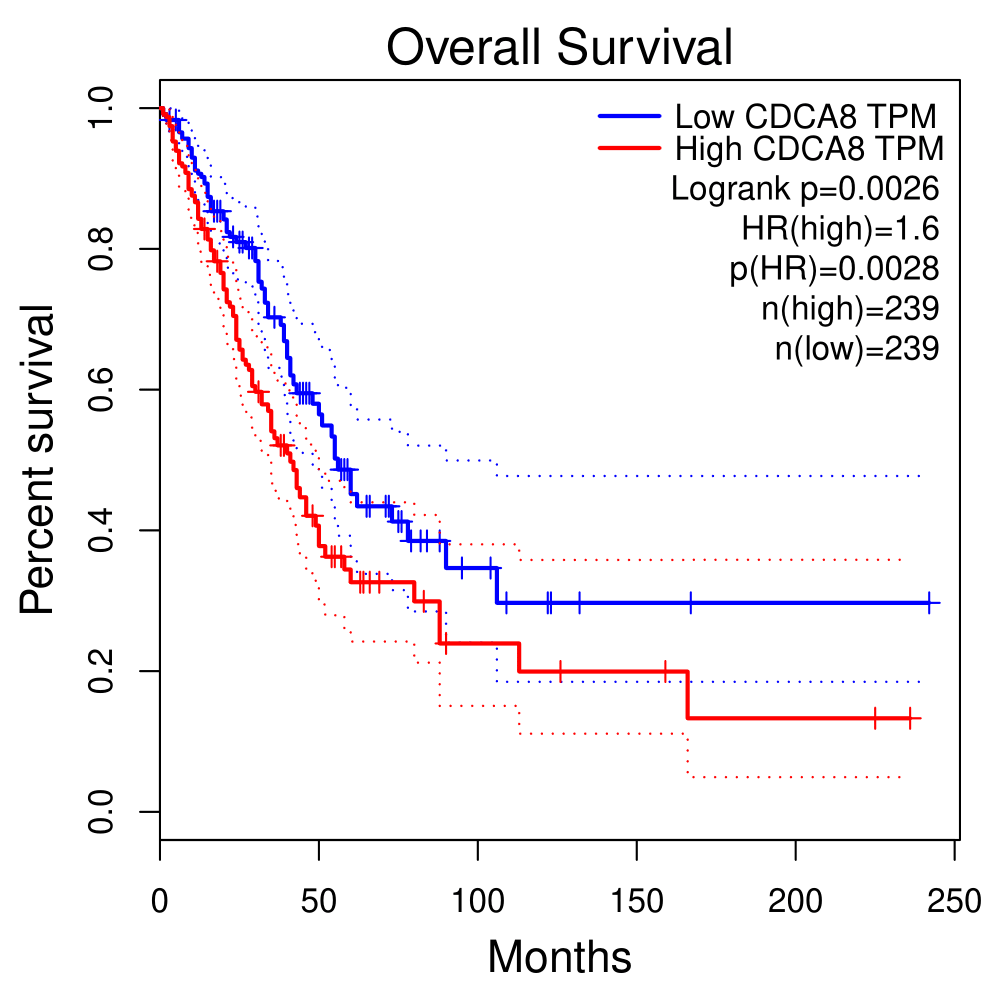 Overall Survival
Low CDCA8 TPM
High CDCA8 TPM
Logrank p=0.0026
HR(high)=1.6
p(HR)=0.0028
n(high)=239
n(low)=239
Percent survival
1.0
0.8
0.6
0.4
0.2
0.0
0 50 100 150 200 250
Months